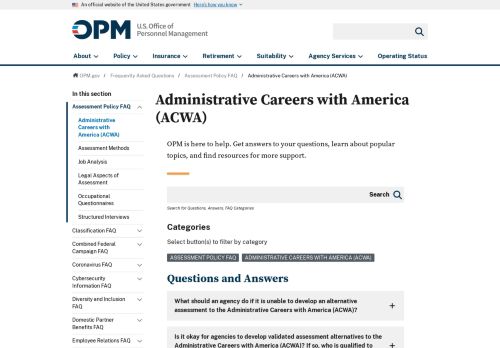 An official website of the United States government Here's how you know
OPM
U.S. Office of
Personnel Management
About Policy Insurance Retirement Suitability Agency Services Operating Status
OPM.gov / Frequently Asked Questions / Assessment Policy FAQ / Administrative Careers with America (ACWA)
In this section
Assessment Policy FAQ
Administrative
Careers with
America (ACWA)
Assessment Methods
Job Analysis
Legal Aspects of
Assessment
Occupational
Questionnaires
Structured Interviews
Classification FAQ
Combined Federal
Campaign FAQ
Coronavirus FAQ
Cybersecurity
Information FAQ
Diversity and Inclusion
FAQ
Domestic Partner
Benefits FAQ
Employee Relations FAQ
Administrative Careers with America
(ACWA)
OPM is here to help. Get answers to your questions, learn about popular
topics, and find resources for more support.
Search
Search for Questions, Answers, FAQ Categories
Categories
Select button(s) to filter by category
ASSESSMENT POLICY FAQ ADMINISTRATIVE CAREERS WITH AMERICA (ACWA)
Questions and Answers
What should an agency do if it is unable to develop an alternative
assessment to the Administrative Careers with America (ACWA)?
Is it okay for agencies to develop validated assessment alternatives to the
Administrative Careers with America (ACWA)? If so, who is qualified to